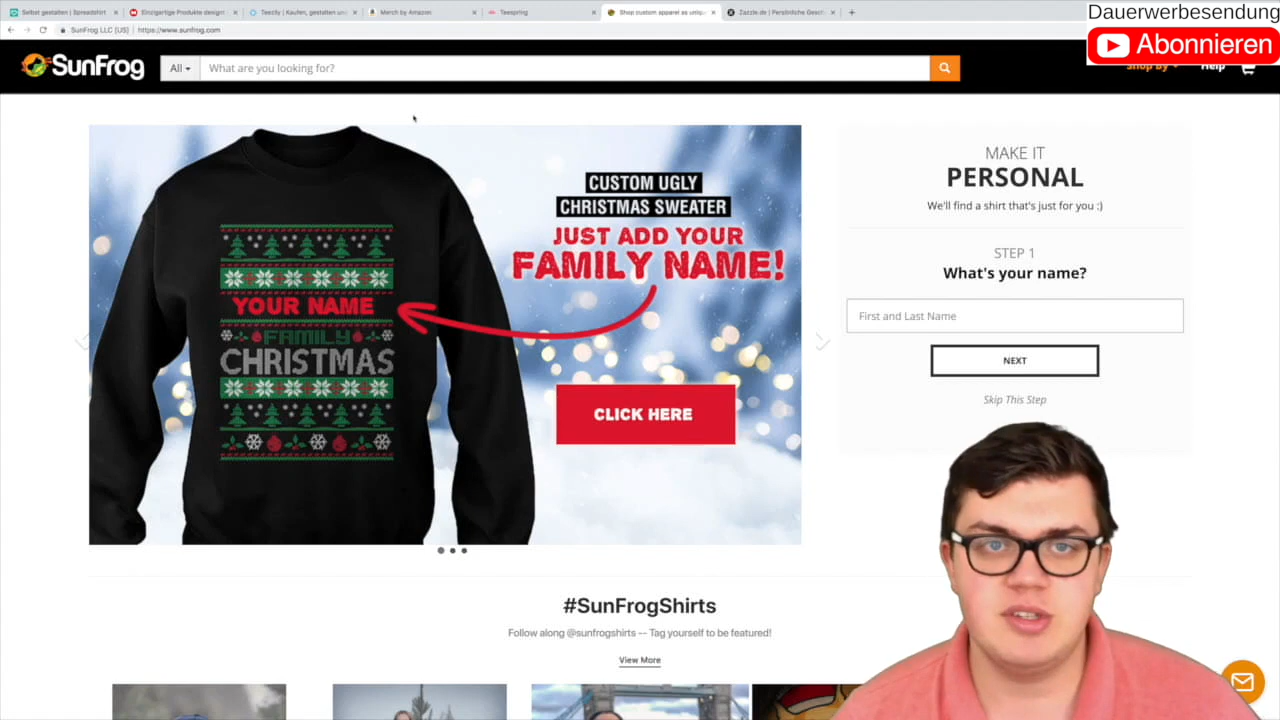 Selbst gestalten | Spreadshirt
Einzigartige Produkte designt
Teezily | Kaufen, gestalten und
Merch by Amazon
Teespring
Shop custom apparel as uniqu
Zazzle.de | Persönliche Gesch
Dauerwerbesendung
Abonnieren
SunFrog LLC [US] | https://www.sunfrog.com
SunFrog
All
What are you looking for?
Shop By
Help
CUSTOM UGLY
CHRISTMAS SWEATER
JUST ADD YOUR
FAMILY NAME!
YOUR NAME
FAMILY
CHRISTMAS
CLICK HERE
MAKE IT
PERSONAL
We'll find a shirt that's just for you :)
STEP 1
What's your name?
First and Last Name
NEXT
Skip This Step
#SunFrogShirts
Follow along @sunfrogshirts -- Tag yourself to be featured!
View More